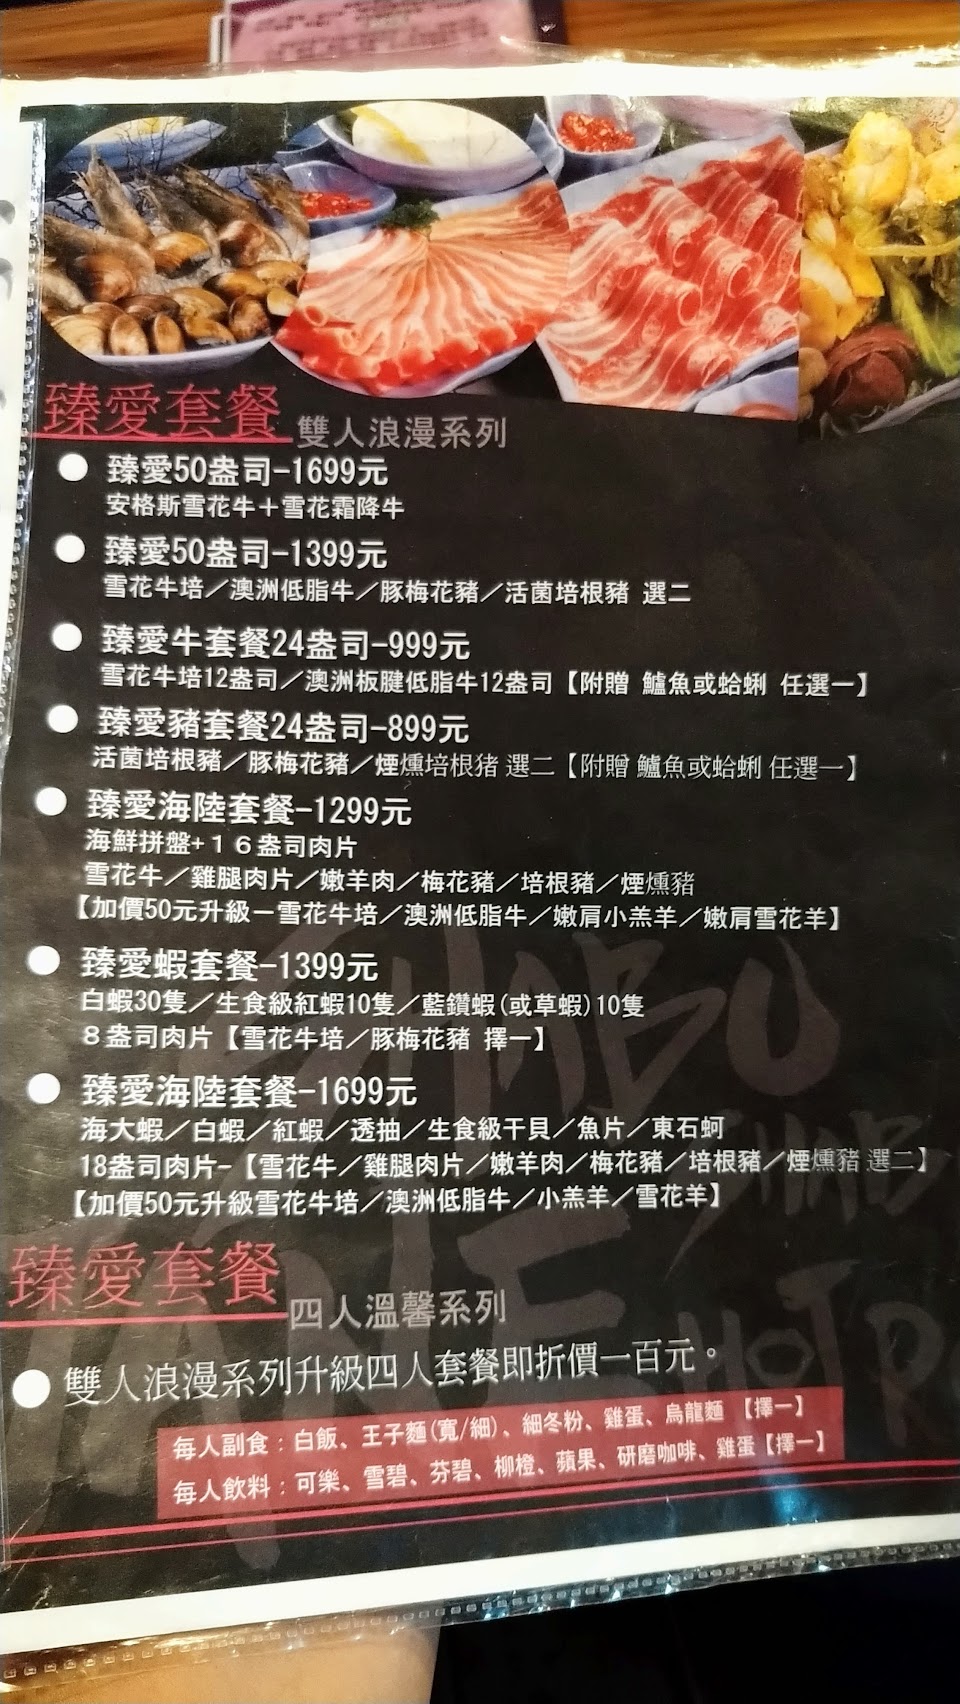 臻愛套餐 雙人浪漫系列
臻愛50盎司-1699元
安格斯雪花牛＋雪花霜降牛
臻愛50盎司-1399元
雪花牛培／澳洲低脂牛／豚梅花豬／活菌培根豬 選二
臻愛牛套餐24盎司-999元
雪花牛培12盎司／澳洲板腱低脂牛12盎司【附贈 鱸魚或蛤蜊 任選一】
臻愛豬套餐24盎司-899元
活菌培根豬／豚梅花豬／煙燻培根猪 選二【附贈 鱸魚或蛤蜊 任選一】
臻愛海陸套餐-1299元
海鮮拼盤+１６盎司肉片
雪花牛／雞腿肉片／嫩羊肉／梅花豬／培根豬／煙燻豬
【加價50元升級－雪花牛培／澳洲低脂牛／嫩肩小羔羊／嫩肩雪花羊】
臻愛蝦套餐-1399元
白蝦30隻／生食級紅蝦10隻／藍鑽蝦(或草蝦)10隻
８盎司肉片【雪花牛培／豚梅花豬 擇一】
臻愛海陸套餐-1699元
海大蝦／白蝦／紅蝦／透抽／生食級干貝／魚片／東石蚵
18盎司肉片-【雪花牛／雞腿肉片／嫩羊肉／梅花豬／培根豬／煙燻豬 選二】
【加價50元升級雪花牛培／澳洲低脂牛／小羔羊／雪花羊】
臻愛套餐 四人溫馨系列
雙人浪漫系列升級四人套餐即折價一百元。
每人副食：白飯、王子麵(寬/細)、細冬粉、雞蛋、烏龍麵 【擇一】
每人飲料：可樂、雪碧、芬碧、柳橙、蘋果、研磨咖啡、雞蛋【擇一】